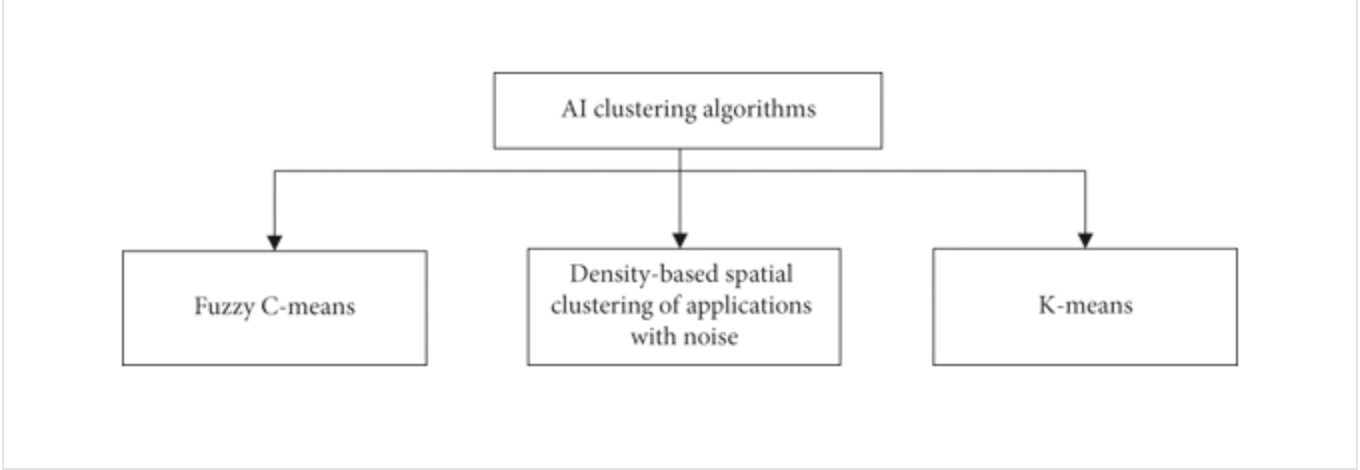 AI clustering algorithms
Fuzzy C-means
Density-based spatial
clustering of applications
with noise
K-means